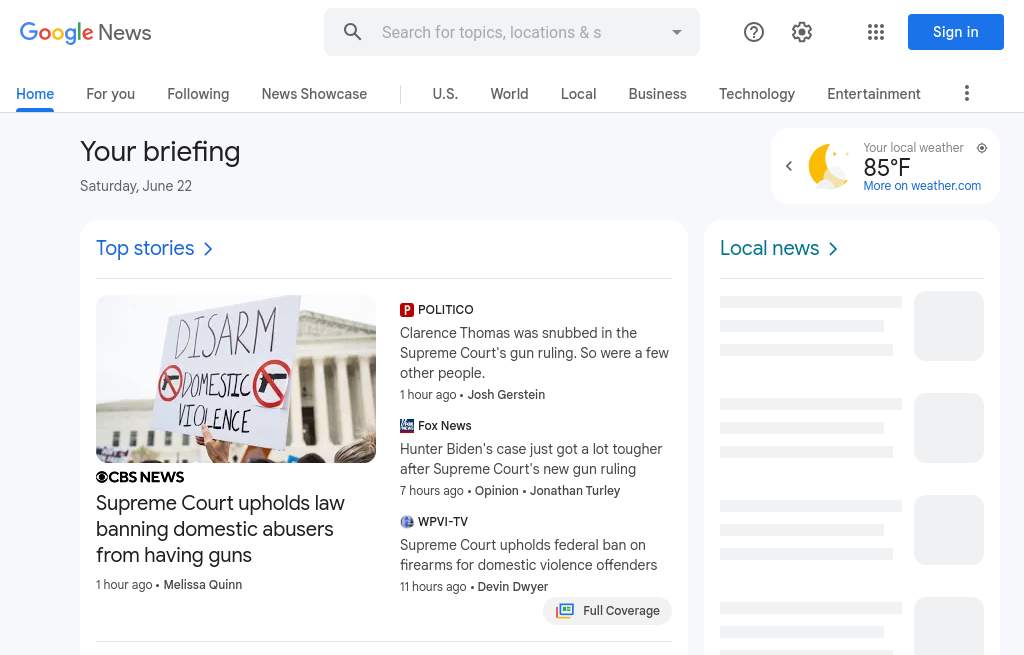 Google News
Search for topics, locations & s
Sign in
Home
For you
Following
News Showcase
U.S.
World
Local
Business
Technology
Entertainment
Your briefing
Saturday, June 22
Your local weather
85°F
More on weather.com
Top stories
DISARM
DOMESTIC
VIOLENCE
CBS NEWS
Supreme Court upholds law
banning domestic abusers
from having guns
1 hour ago • Melissa Quinn
POLITICO
Clarence Thomas was snubbed in the
Supreme Court's gun ruling. So were a few
other people.
1 hour ago • Josh Gerstein
Fox News
Hunter Biden's case just got a lot tougher
after Supreme Court's new gun ruling
7 hours ago • Opinion • Jonathan Turley
WPVI-TV
Supreme Court upholds federal ban on
firearms for domestic violence offenders
11 hours ago • Devin Dwyer
Full Coverage
Local news